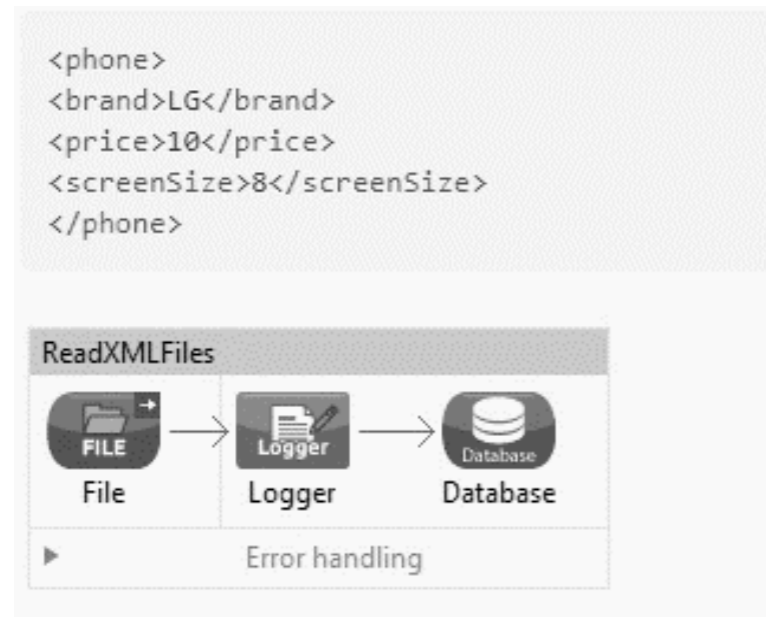 <phone>
<brand>LG</brand>
<price>10</price>
<screenSize>8</screenSize>
</phone>
ReadXMLFiles
FILE
Logger
Database
File
Logger
Database
Error handling